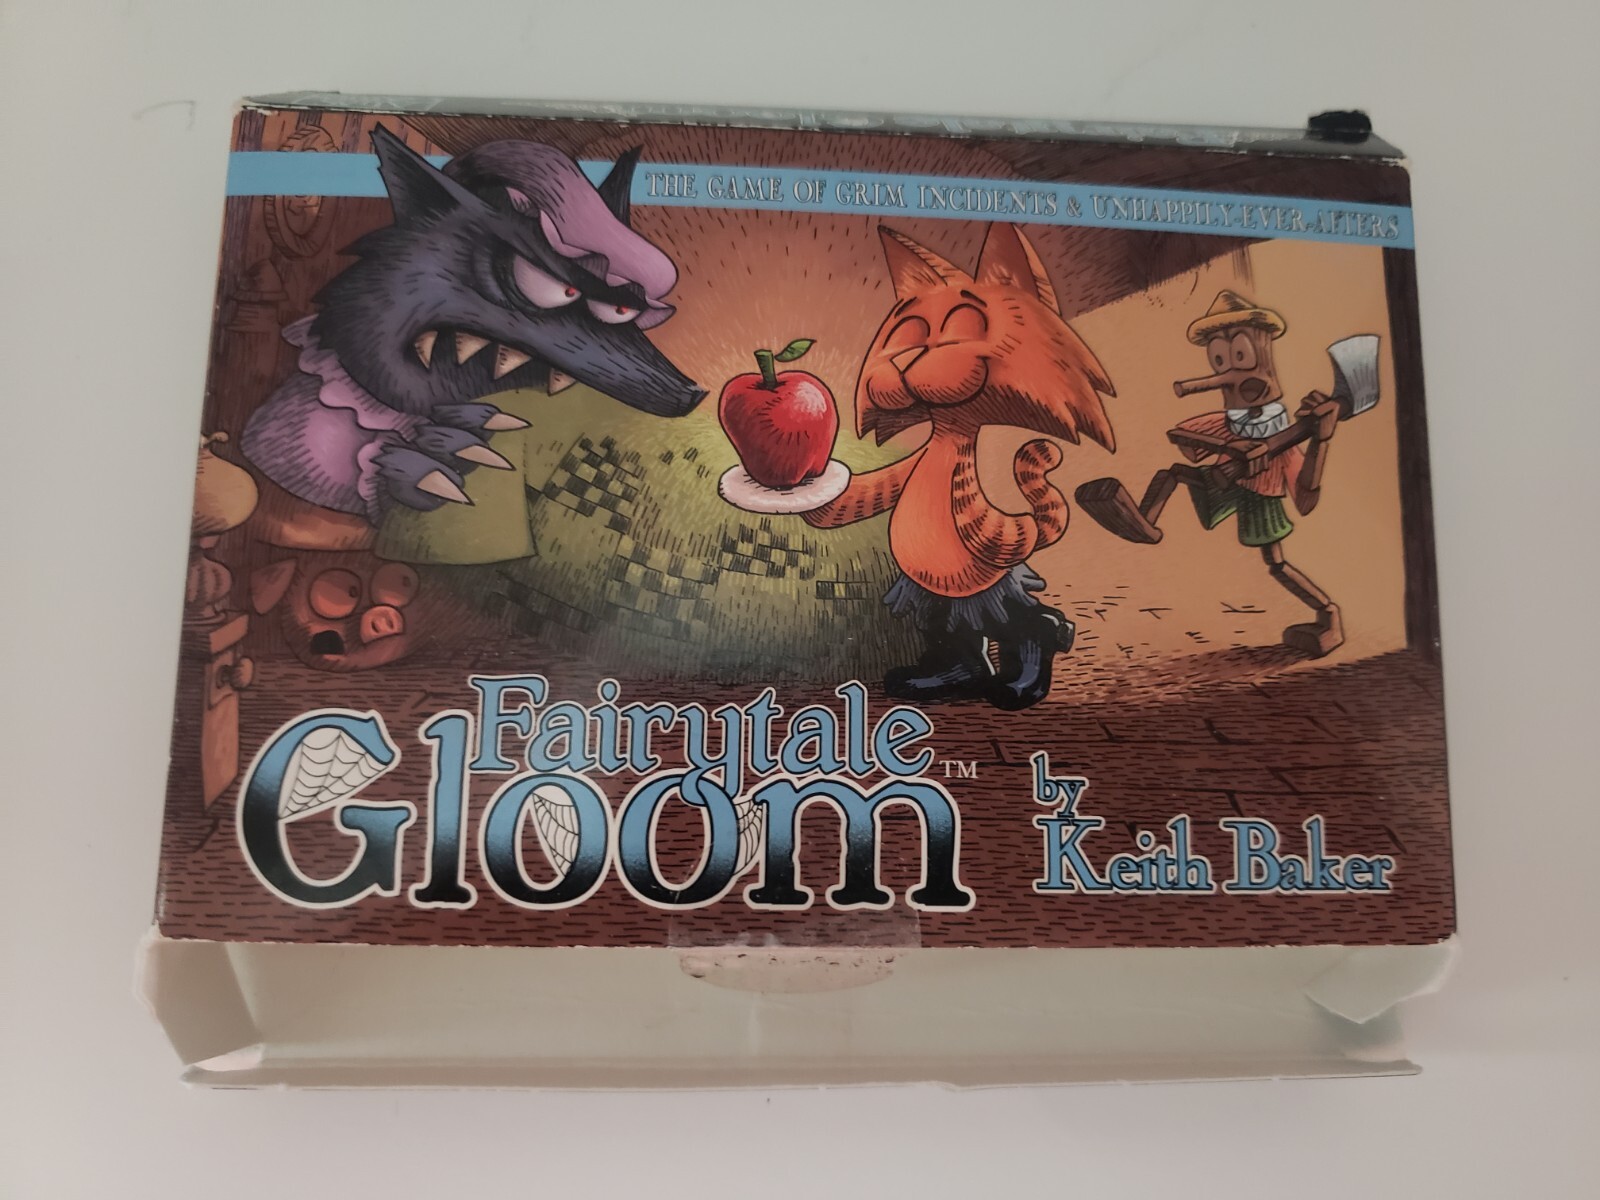 THE GAME OF GRIM INCIDENTS & UNHAPPILY-EVER-AFTERS
Fairytale
Gloom™
by
Keith Baker